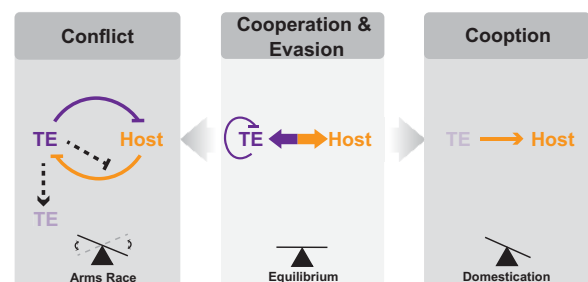 Conflict
TE
Host
TE
Arms Race
Cooperation &
Evasion
TE
Host
Equilibrium
Cooption
TE
Host
Domestication